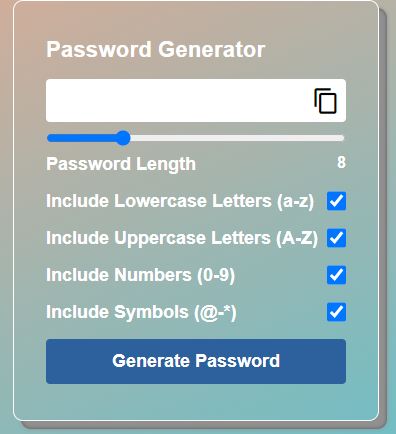 Password Generator
Password Length 8
Include Lowercase Letters (a-z)
Include Uppercase Letters (A-Z)
Include Numbers (0-9)
Include Symbols (@-*)
Generate Password